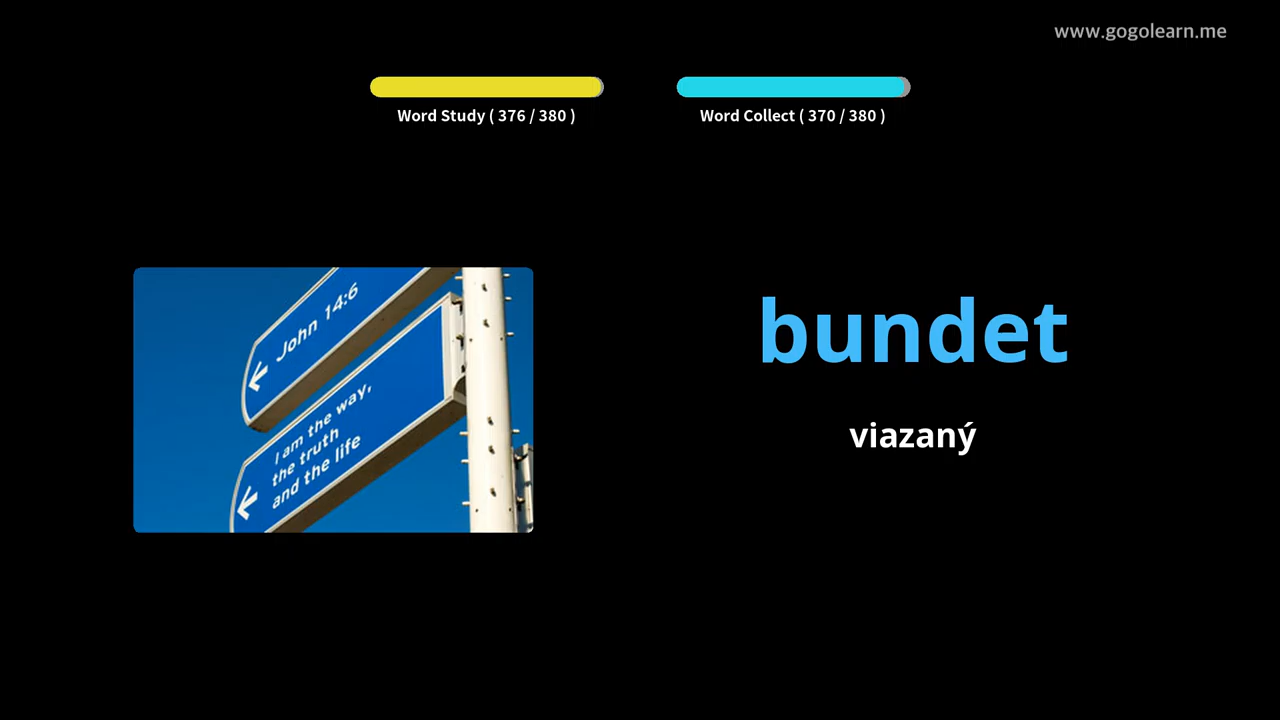 www.gogolearn.me
Word Study ( 376 / 380 )
Word Collect ( 370 / 380 )
John 14:6
I am the way,
the truth
and the life
bundet
viazaný